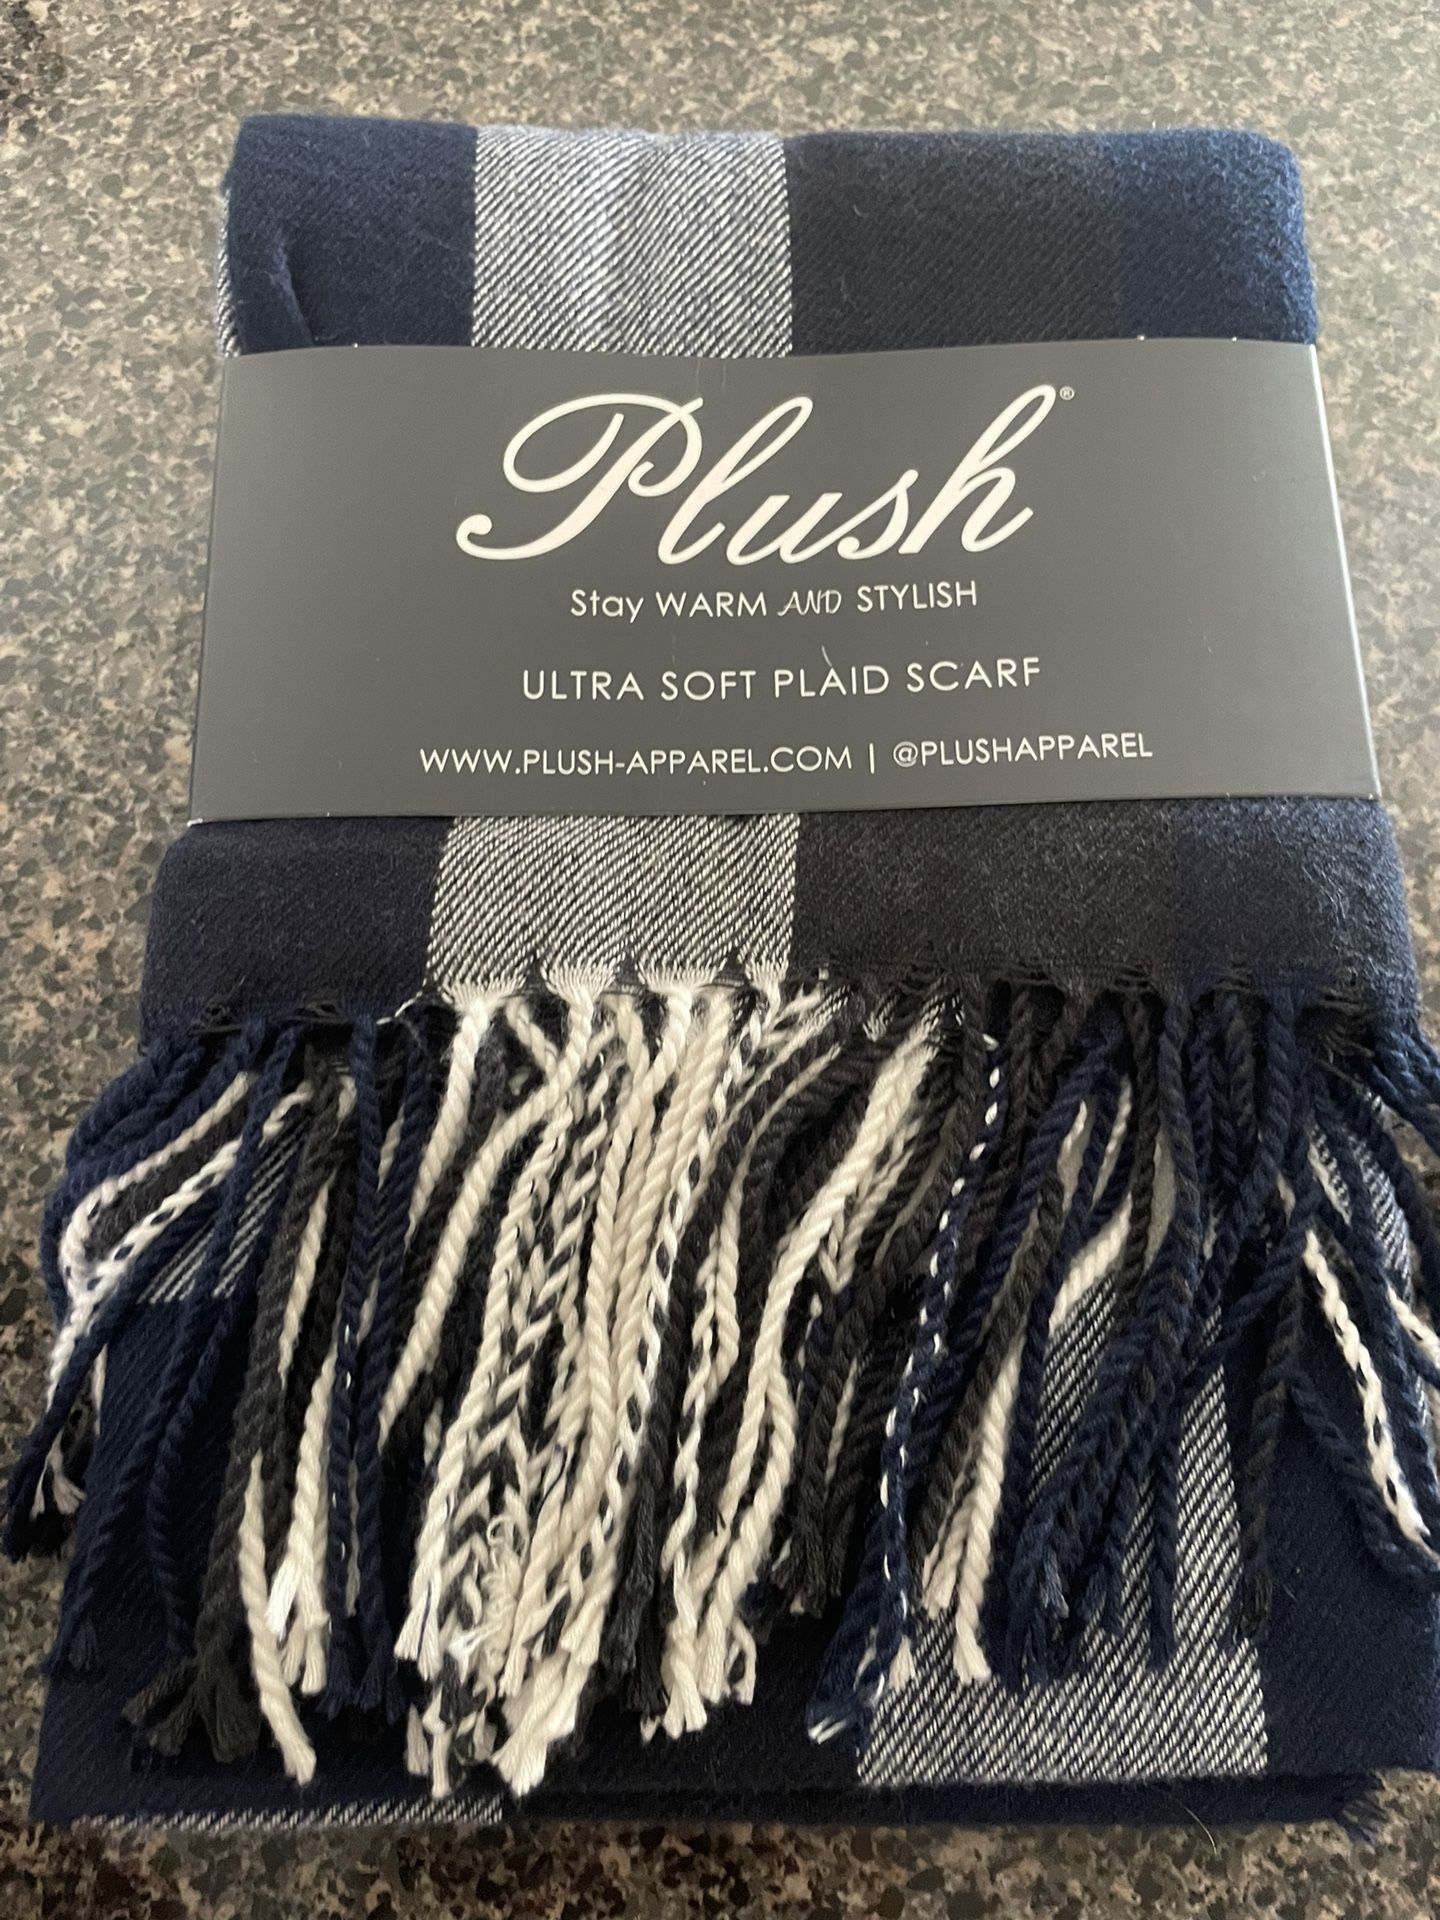 Plush®
Stay WARM AND STYLISH
ULTRA SOFT PLAID SCARF
WWW.PLUSH-APPAREL.COM | @PLUSHAPPAREL